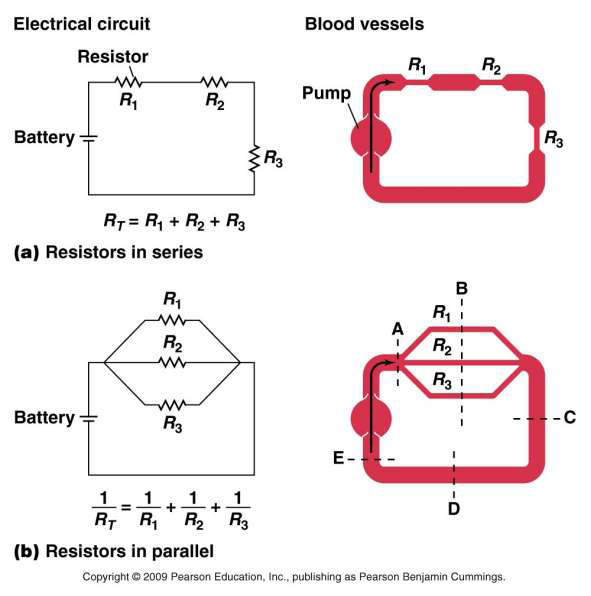 Electrical circuit
Resistor
R1
R2
Battery
R3
RT = R1 + R2 + R3
(a) Resistors in series
Blood vessels
R1
R2
Pump
R3
R1
R2
Battery
R3
1/RT = 1/R1 + 1/R2 + 1/R3
(b) Resistors in parallel
B
R1
A
R2
R3
C
E
D
Copyright © 2009 Pearson Education, Inc., publishing as Pearson Benjamin Cummings.